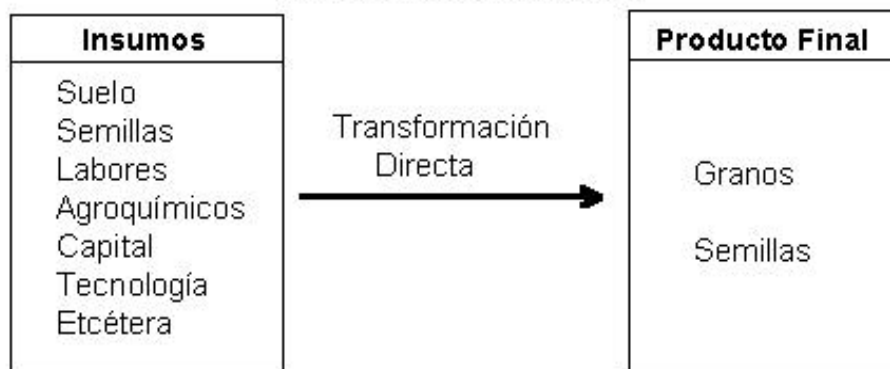 Insumos
Suelo
Semillas
Labores
Agroquímicos
Capital
Tecnología
Etcétera
Transformación
Directa
Producto Final
Granos
Semillas